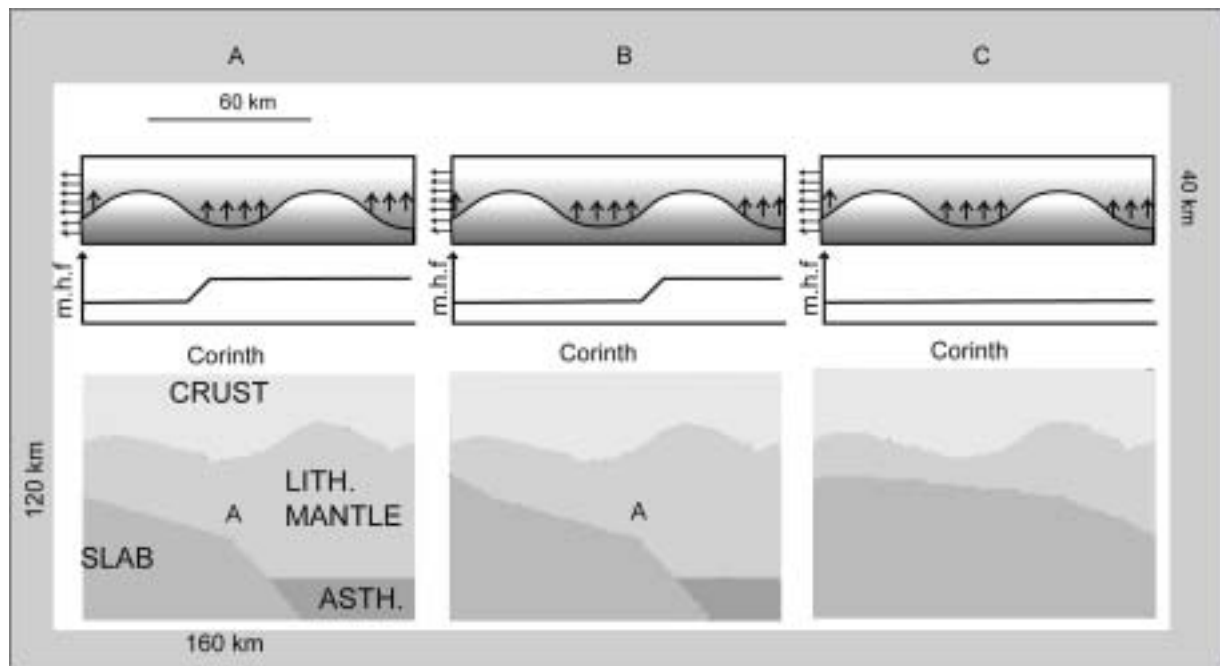 A
B
C
60 km
40 km
m.h.f
m.h.f
m.h.f
Corinth
Corinth
Corinth
CRUST
LITH.
MANTLE
A
SLAB
ASTH.
A
120 km
160 km